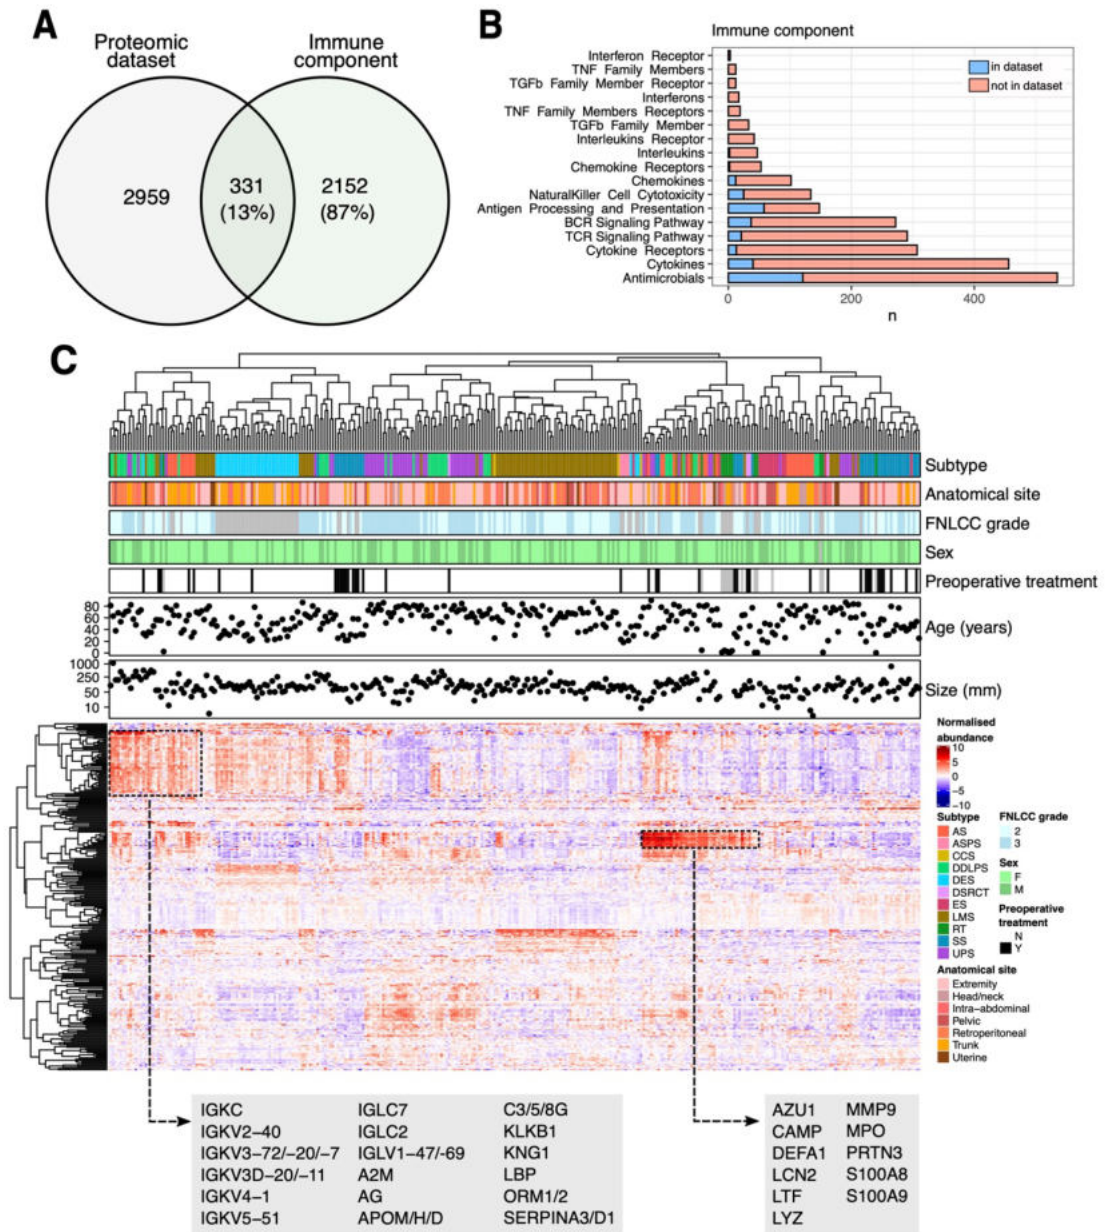 A
Proteomic
dataset
Immune
component
2959
331
(13%)
2152
(87%)
B
Immune component
Interferon Receptor
TNF Family Members
TGFb Family Member Receptor
Interferons
TNF Family Members Receptors
TGFb Family Member
Interleukins Receptor
Interleukins
Chemokine Receptors
Chemokines
NaturalKiller Cell Cytotoxicity
Antigen Processing and Presentation
BCR Signaling Pathway
TCR Signaling Pathway
Cytokine Receptors
Cytokines
Antimicrobials
in dataset
not in dataset
0 200 400
n
C
Subtype
Anatomical site
FNLCC grade
Sex
Preoperative treatment
80
60
40
20
0
Age (years)
1000
250
50
10
Size (mm)
Normalised
abundance
10
5
0
−5
−10
Subtype
AS
ASPS
CCS
DDLPS
DES
DSRCT
ES
LMS
RT
SS
UPS
FNLCC grade
2
3
Sex
F
M
Preoperative
treatment
N
Y
Anatomical site
Extremity
Head/neck
Intra−abdominal
Pelvic
Retroperitoneal
Trunk
Uterine
IGKC IGLC7 C3/5/8G
IGKV2−40 IGLC2 KLKB1
IGKV3−72/−20/−7 IGLV1−47/−69 KNG1
IGKV3D−20/−11 A2M LBP
IGKV4−1 AG ORM1/2
IGKV5−51 APOM/H/D SERPINA3/D1
AZU1 MMP9
CAMP MPO
DEFA1 PRTN3
LCN2 S100A8
LTF S100A9
LYZ